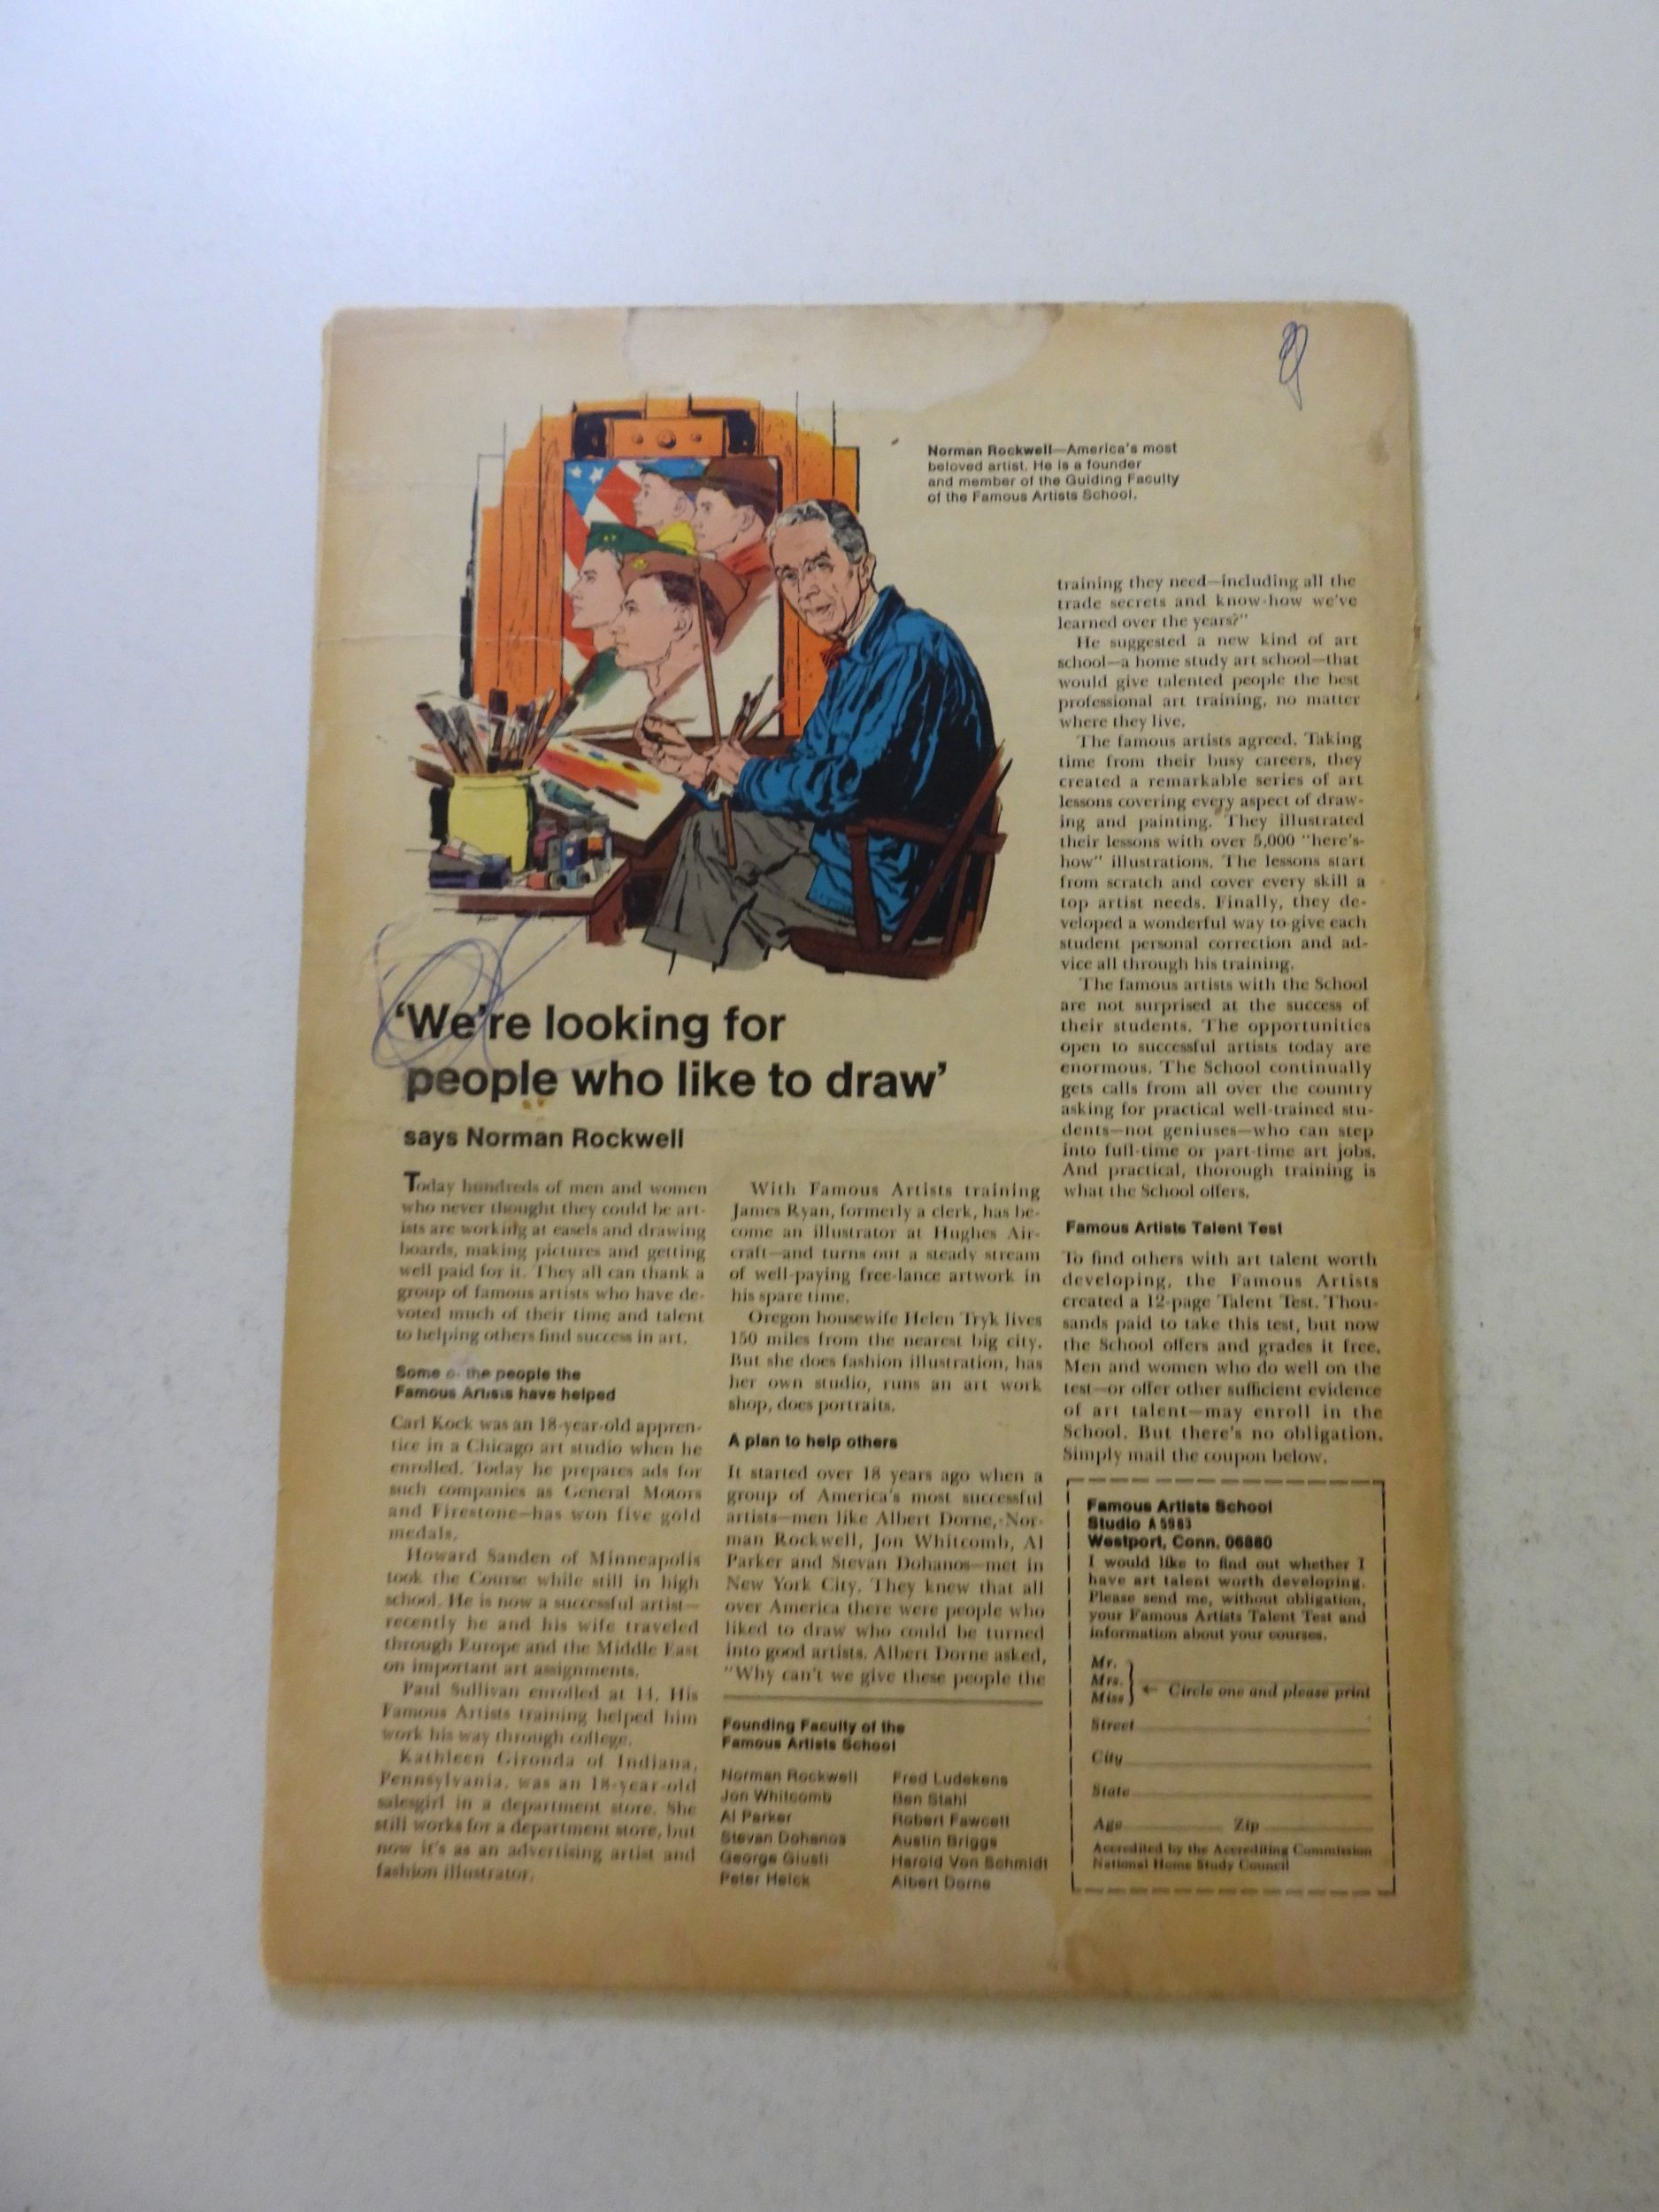 Norman Rockwell—America's most
beloved artist. He is a founder
and member of the Guiding Faculty
of the Famous Artists School.
'We're looking for
people who like to draw'
says Norman Rockwell
Today hundreds of men and women
who never thought they could be art-
ists are working at easels and drawing
boards, making pictures and getting
well paid for it. They all can thank a
group of famous artists who have de-
voted much of their time and talent
to helping others find success in art.
Some of the people the
Famous Artists have helped
Carl Kock was an 18-year-old appren-
tice in a Chicago art studio when he
enrolled. Today he prepares ads for
such companies as General Motors
and Firestone—has won five gold
medals.
Howard Sanden of Minneapolis
took the Course while still in high
school. He is now a successful artist—
recently he and his wife traveled
through Europe and the Middle East
on important art assignments.
Paul Sullivan enrolled at 14. His
Famous Artists training helped him
work his way through college.
Kathleen Gironda of Indiana,
Pennsylvania, was an 18-year-old
salesgirl in a department store. She
still works for a department store, but
now it's as an advertising artist and
fashion illustrator.
With Famous Artists training
James Ryan, formerly a clerk, has be-
come an illustrator at Hughes Air-
craft—and turns out a steady stream
of well-paying free-lance artwork in
his spare time.
Oregon housewife Helen Tryk lives
150 miles from the nearest big city.
But she does fashion illustration, has
her own studio, runs an art work
shop, does portraits.
A plan to help others
It started over 18 years ago when a
group of America's most successful
artists—men like Albert Dorne, Nor-
man Rockwell, Jon Whitcomb, Al
Parker and Stevan Dohanos—met in
New York City. They knew that all
over America there were people who
liked to draw who could be turned
into good artists. Albert Dorne asked,
"Why can't we give these people the
training they need—including all the
trade secrets and know-how we've
learned over the years?"
He suggested a new kind of art
school—a home study art school—that
would give talented people the best
professional art training, no matter
where they live.
The famous artists agreed. Taking
time from their busy careers, they
created a remarkable series of art
lessons covering every aspect of draw-
ing and painting. They illustrated
their lessons with over 5,000 "here's-
how" illustrations. The lessons start
from scratch and cover every skill a
top artist needs. Finally, they de-
veloped a wonderful way to give each
student personal correction and ad-
vice all through his training.
The famous artists with the School
are not surprised at the success of
their students. The opportunities
open to successful artists today are
enormous. The School continually
gets calls from all over the country
asking for practical well-trained stu-
dents—not geniuses—who can step
into full-time or part-time art jobs.
And practical, thorough training is
what the School offers.
Famous Artists Talent Test
To find others with art talent worth
developing, the Famous Artists
created a 12-page Talent Test. Thou-
sands paid to take this test, but now
the School offers and grades it free.
Men and women who do well on the
test—or offer other sufficient evidence
of art talent—may enroll in the
School. But there's no obligation.
Simply mail the coupon below.
Founding Faculty of the
Famous Artists School
Norman Rockwell
Jon Whitcomb
Al Parker
Stevan Dohanos
George Giusti
Peter Helck
Fred Ludekens
Ben Stahl
Robert Fawcett
Austin Briggs
Harold Von Schmidt
Albert Dorne
Famous Artists School
Studio A 5983
Westport, Conn. 06880
I would like to find out whether I
have art talent worth developing.
Please send me, without obligation,
your Famous Artists Talent Test and
information about your courses.
Mr.
Mrs.
Miss
Circle one and please print
Street
City
State
Age Zip
Accredited by the Accrediting Commission
National Home Study Council